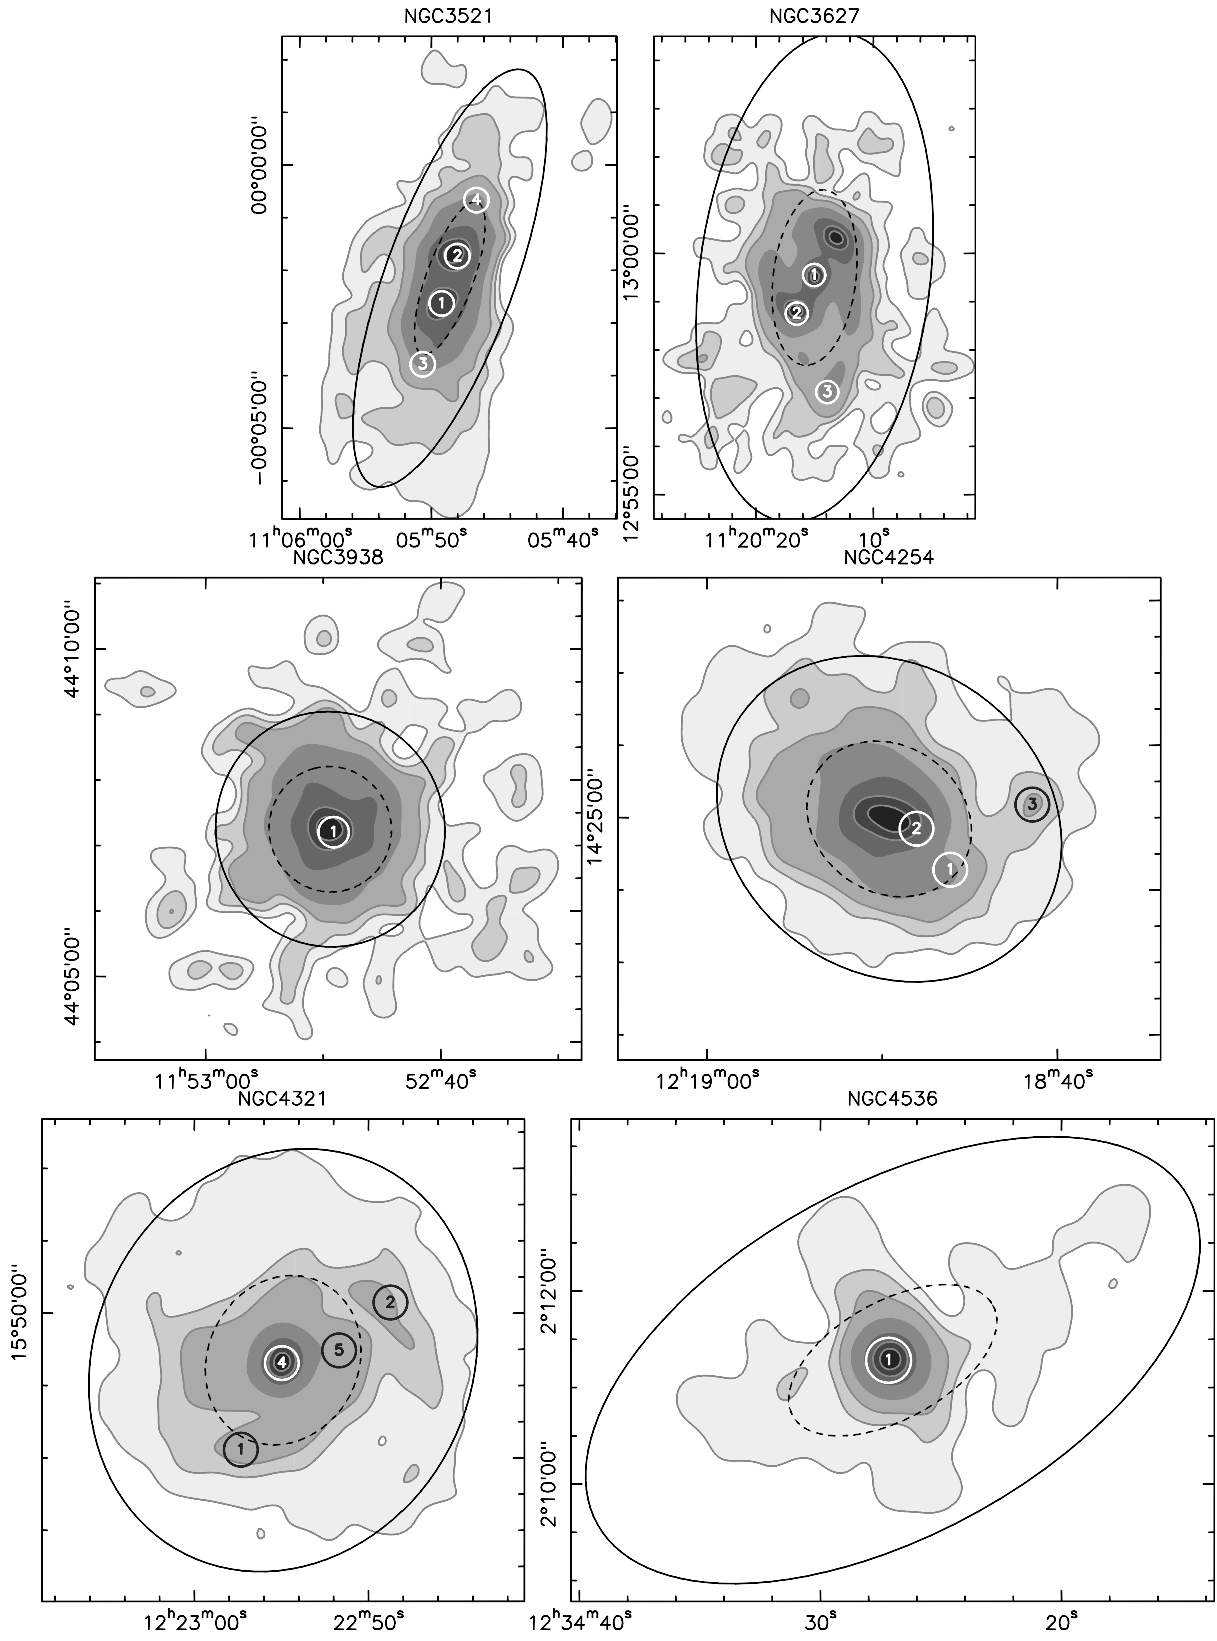 NGC3521
NGC3627
00°00'00''
−00°05'00''
4
2
1
3
11ʰ06ᵐ00ˢ
05ᵐ50ˢ
05ᵐ40ˢ
13°00'00''
12°55'00''
1
2
3
11ʰ20ᵐ20ˢ
10ˢ
NGC3938
NGC4254
44°10'00''
44°05'00''
1
11ʰ53ᵐ00ˢ
52ᵐ40ˢ
14°25'00''
3
2
1
12ʰ19ᵐ00ˢ
18ᵐ40ˢ
NGC4321
NGC4536
15°50'00''
2
5
4
1
12ʰ23ᵐ00ˢ
22ᵐ50ˢ
2°12'00''
2°10'00''
1
12ʰ34ᵐ40ˢ
30ˢ
20ˢ